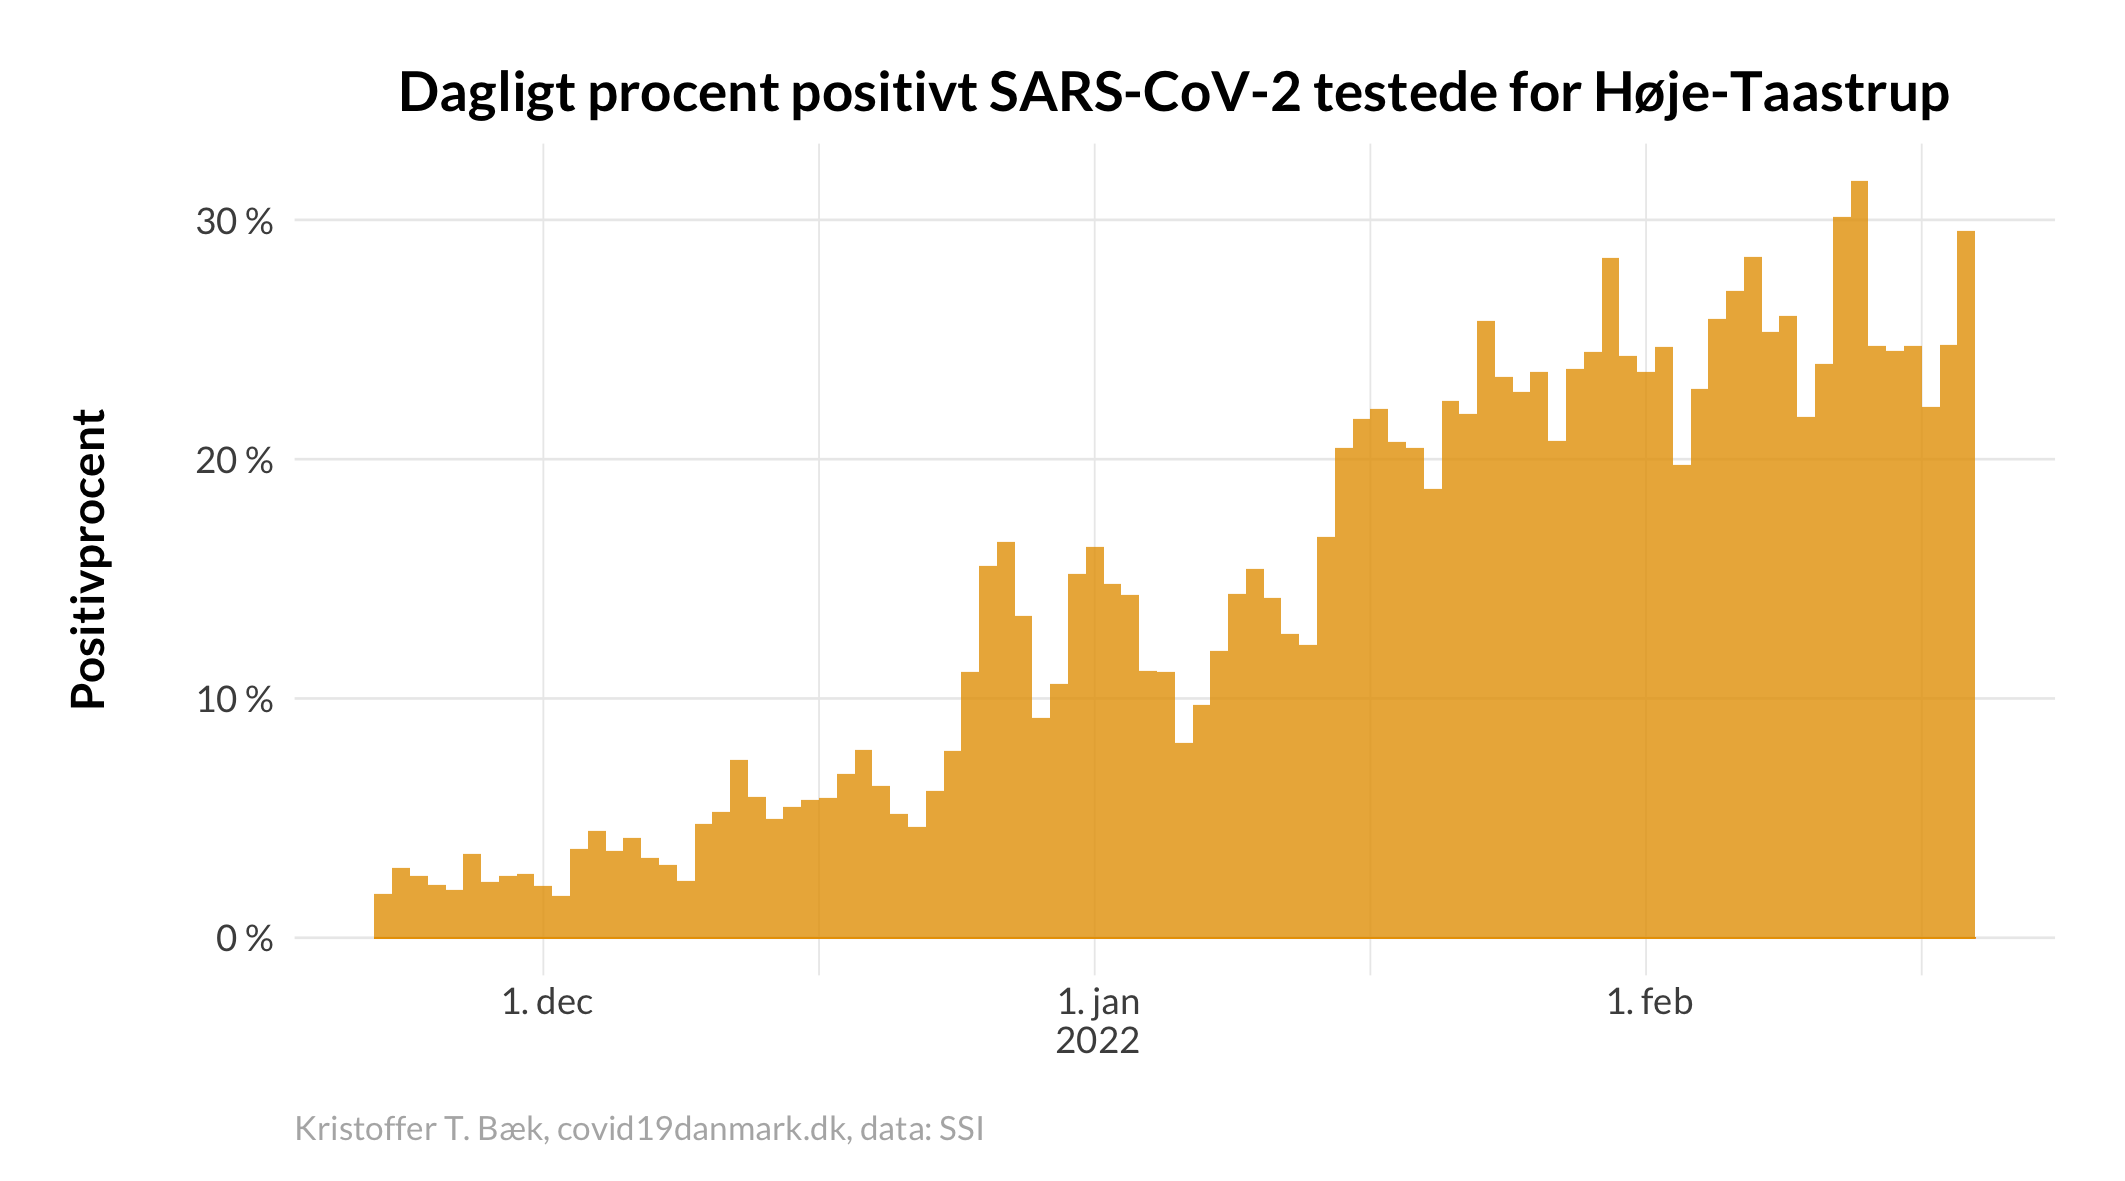 Dagligt procent positivt SARS-CoV-2 testede for Høje-Taastrup
Positivprocent
30 %
20 %
10 %
0 %
1. dec
1. jan
2022
1. feb
Kristoffer T. Bæk, covid19danmark.dk, data: SSI